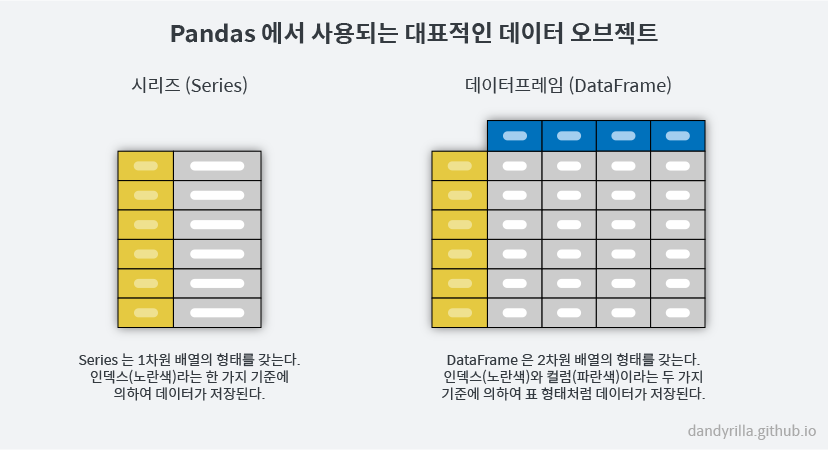 Pandas 에서 사용되는 대표적인 데이터 오브젝트
시리즈 (Series)
데이터프레임 (DataFrame)
Series 는 1차원 배열의 형태를 갖는다.
인덱스(노란색)라는 한 가지 기준에
의하여 데이터가 저장된다.
DataFrame 은 2차원 배열의 형태를 갖는다.
인덱스(노란색)와 컬럼(파란색)이라는 두 가지
기준에 의하여 표 형태처럼 데이터가 저장된다.
dandyrilla.github.io